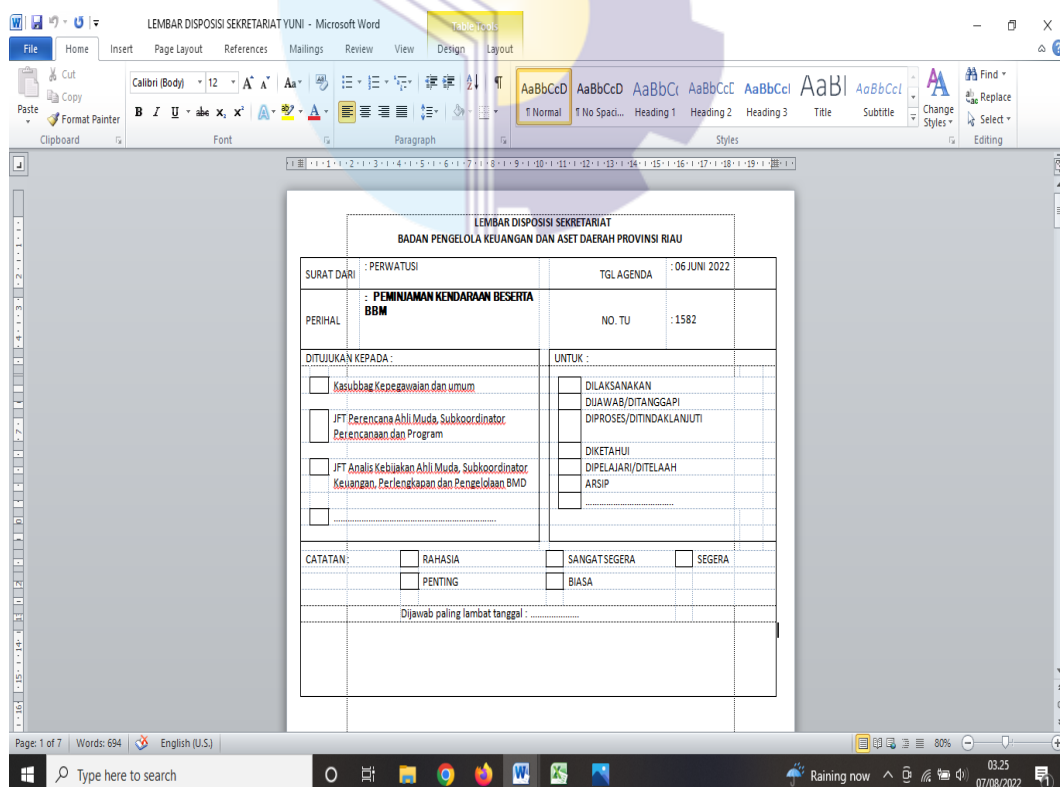 LEMBAR DISPOSISI SEKRETARIAT YUNI - Microsoft Word
Table Tools
File Home Insert Page Layout References Mailings Review View Design Layout
Cut
Copy
Paste
Format Painter
Calibri (Body) 12
Clipboard Font Paragraph Styles Editing
AaBbCcD AaBbCcD AaBbCc AaBbCcD AaBbCcI AaBl AaBbCcL
¶ Normal ¶ No Spaci... Heading 1 Heading 2 Heading 3 Title Subtitle
Change Styles
Find
Replace
Select
LEMBAR DISPOSISI SEKRETARIAT
BADAN PENGELOLA KEUANGAN DAN ASET DAERAH PROVINSI RIAU
SURAT DARI : PERWATUSI TGL AGENDA : 06 JUNI 2022
PERIHAL : PEMINJAMAN KENDARAAN BESERTA BBM NO. TU : 1582
DITUJUKAN KEPADA : UNTUK :
Kasubbag Kepegawaian dan umum
JFT Perencana Ahli Muda, Subkoordinator
Perencanaan dan Program
JFT Analis Kebijakan Ahli Muda, Subkoordinator
Keuangan, Perlengkapan dan Pengelolaan BMD
DILAKSANAKAN
DIJAWAB/DITANGGAPI
DIPROSES/DITINDAKLANJUTI
DIKETAHUI
DIPELAJARI/DITELAAH
ARSIP
CATATAN : RAHASIA SANGAT SEGERA SEGERA
PENTING BIASA
Dijawab paling lambat tanggal : .....................
Page: 1 of 7 Words: 694 English (U.S.) 80%
Type here to search
Raining now
03.25
07/08/2022